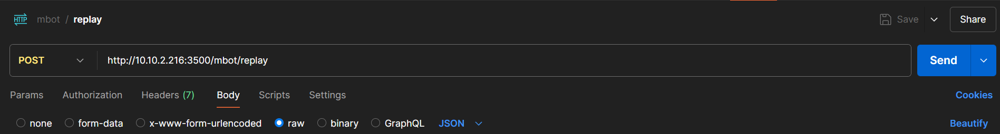 HTTP mbot / replay Save Share
POST http://10.10.2.216:3500/mbot/replay Send
Params Authorization Headers (7) Body Scripts Settings Cookies
none form-data x-www-form-urlencoded raw binary GraphQL JSON Beautify